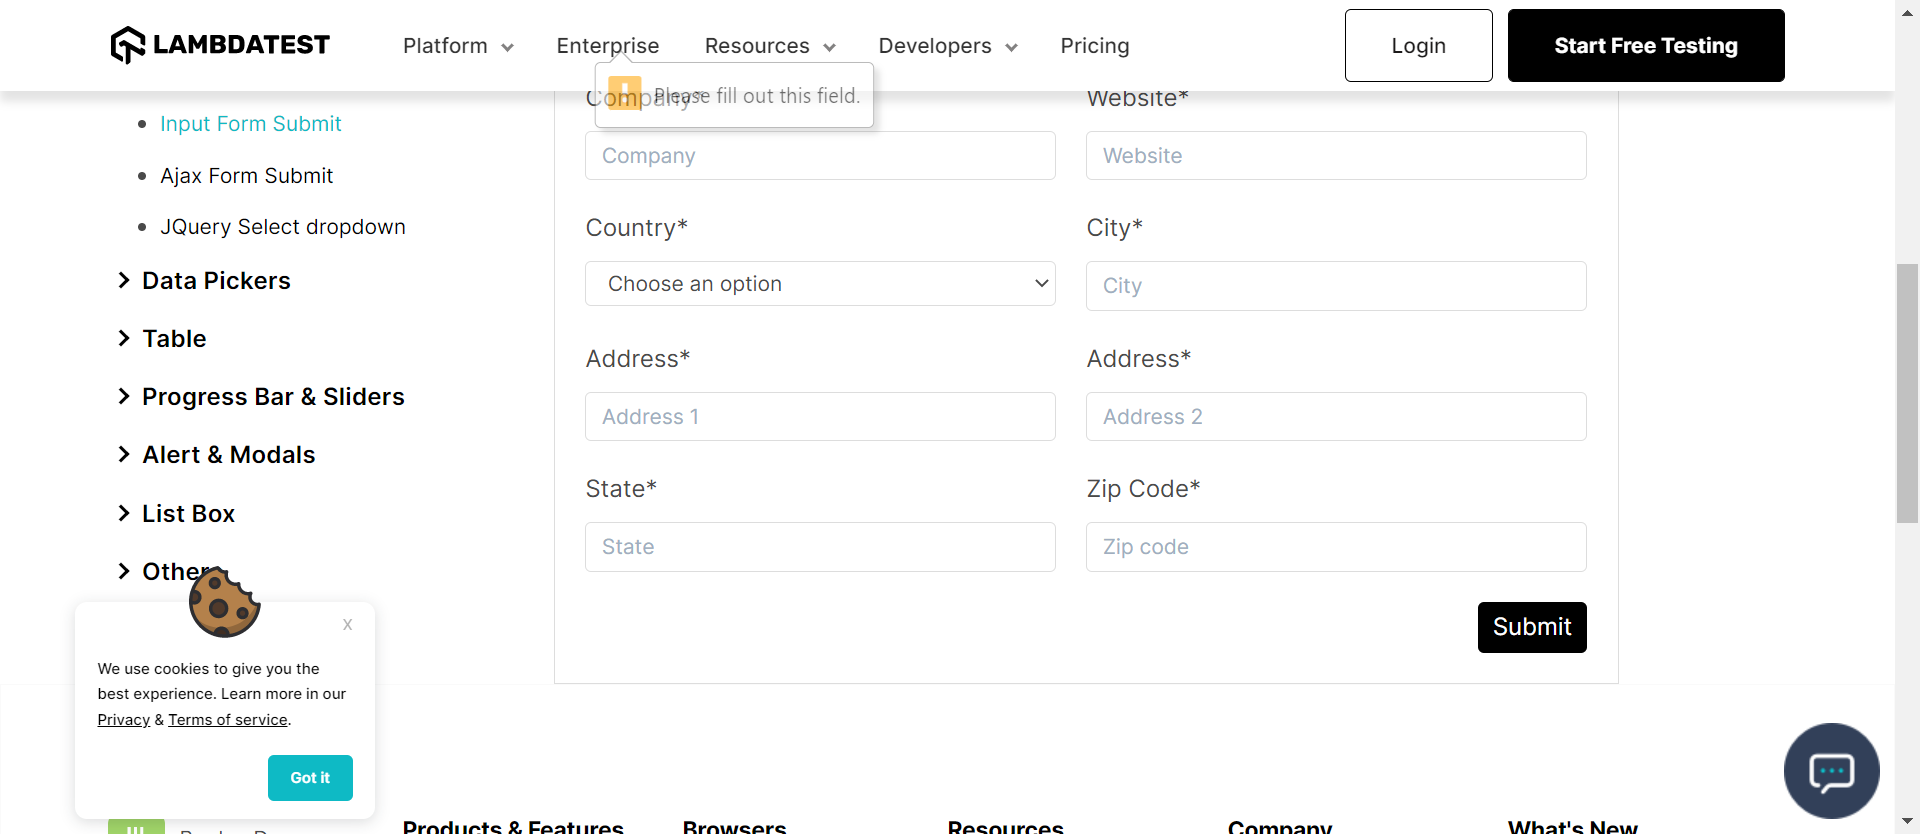 LAMBDATEST
Platform
Enterprise
Resources
Developers
Pricing
Login
Start Free Testing
Please fill out this field.
Input Form Submit
Ajax Form Submit
JQuery Select dropdown
Data Pickers
Table
Progress Bar & Sliders
Alert & Modals
List Box
Company*
Website*
Company
Website
Country*
City*
Choose an option
City
Address*
Address*
Address 1
Address 2
State*
Zip Code*
State
Zip code
Submit
x
We use cookies to give you the
best experience. Learn more in our
Privacy & Terms of service.
Got it
Products & Features
Browsers
Resources
Company
What's New